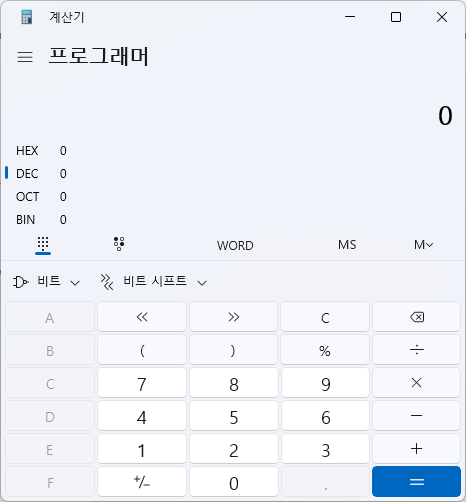 계산기
프로그래머
0
HEX 0
DEC 0
OCT 0
BIN 0
WORD MS M
비트 비트 시프트
A << >> C
B ( ) % ÷
C 7 8 9 ×
D 4 5 6 −
E 1 2 3 +
F +/− 0 . =